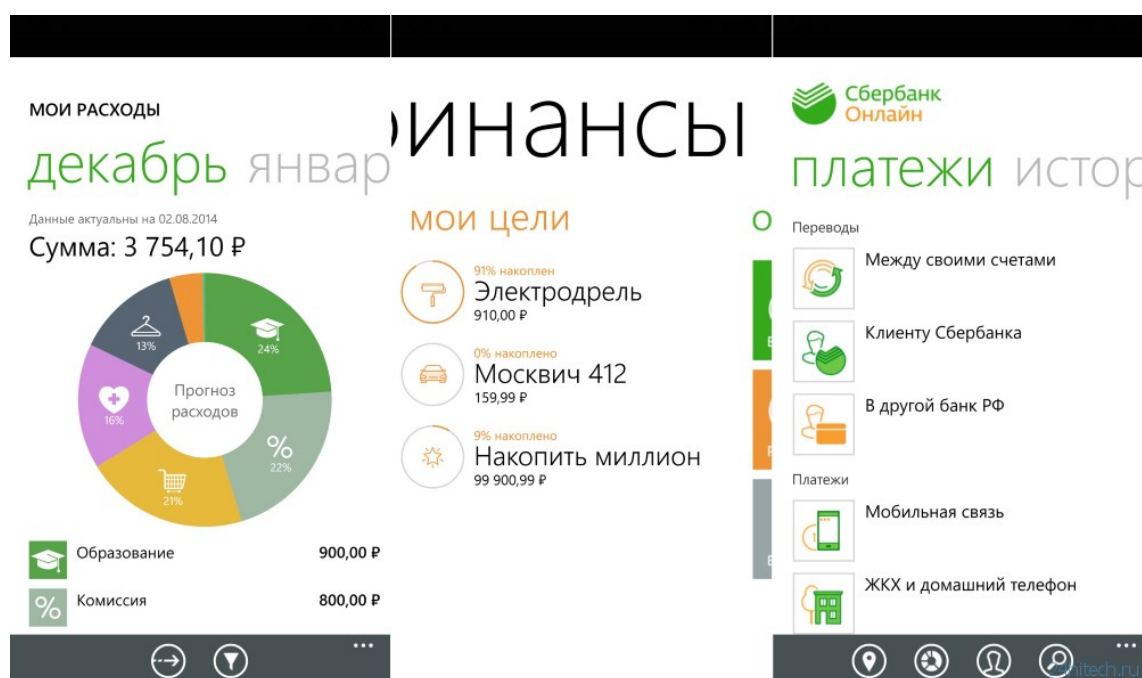 МОИ РАСХОДЫ
декабрь январ
Данные актуальны на 02.08.2014
Сумма: 3 754,10 ₽
13%
24%
16%
Прогноз
расходов
22%
21%
Образование 900,00 ₽
Комиссия 800,00 ₽
инансы
мои цели
91% накоплен
Электродрель
910,00 ₽
0% накоплено
Москвич 412
159,99 ₽
9% накоплено
Накопить миллион
99 900,99 ₽
Сбербанк
Онлайн
платежи истор
Переводы
Между своими счетами
Клиенту Сбербанка
В другой банк РФ
Платежи
Мобильная связь
ЖКХ и домашний телефон